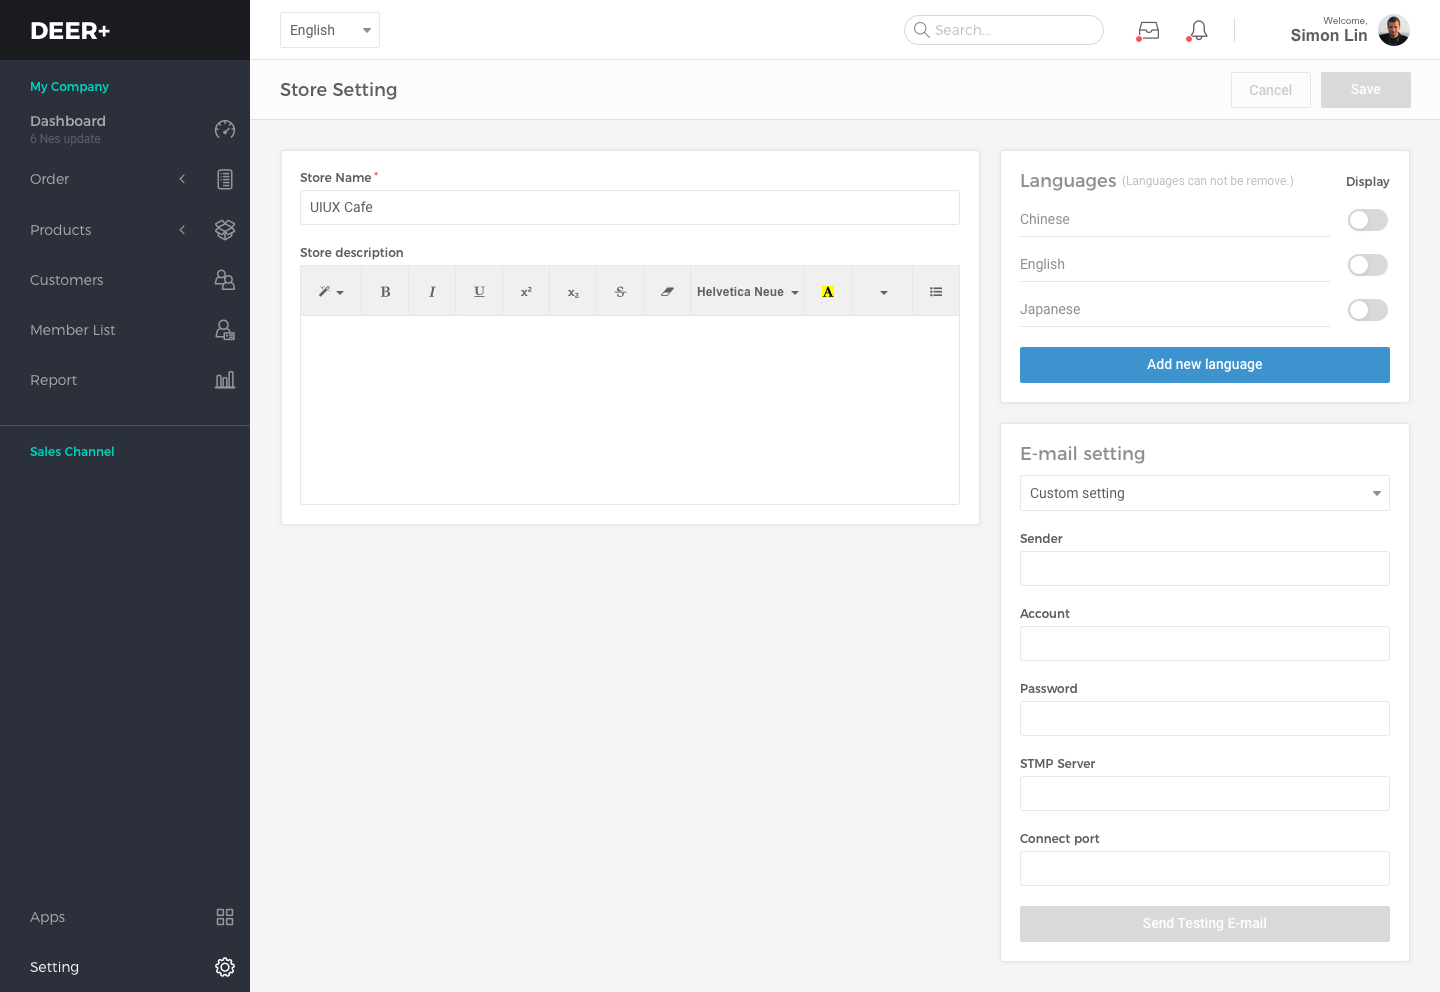 DEER+
English
Search...
Welcome,
Simon Lin
My Company
Dashboard
6 Nes update
Order
Products
Customers
Member List
Report
Sales Channel
Apps
Setting
Store Setting
Cancel
Save
Store Name*
UIUX Cafe
Store description
B I U x² x₂ S Helvetica Neue A
Languages (Languages can not be remove.) Display
Chinese
English
Japanese
Add new language
E-mail setting
Custom setting
Sender
Account
Password
STMP Server
Connect port
Send Testing E-mail